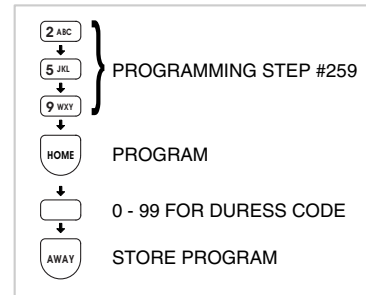 2 ABC
5 JKL
9 WXY
PROGRAMMING STEP #259
HOME PROGRAM
0 - 99 FOR DURESS CODE
AWAY STORE PROGRAM